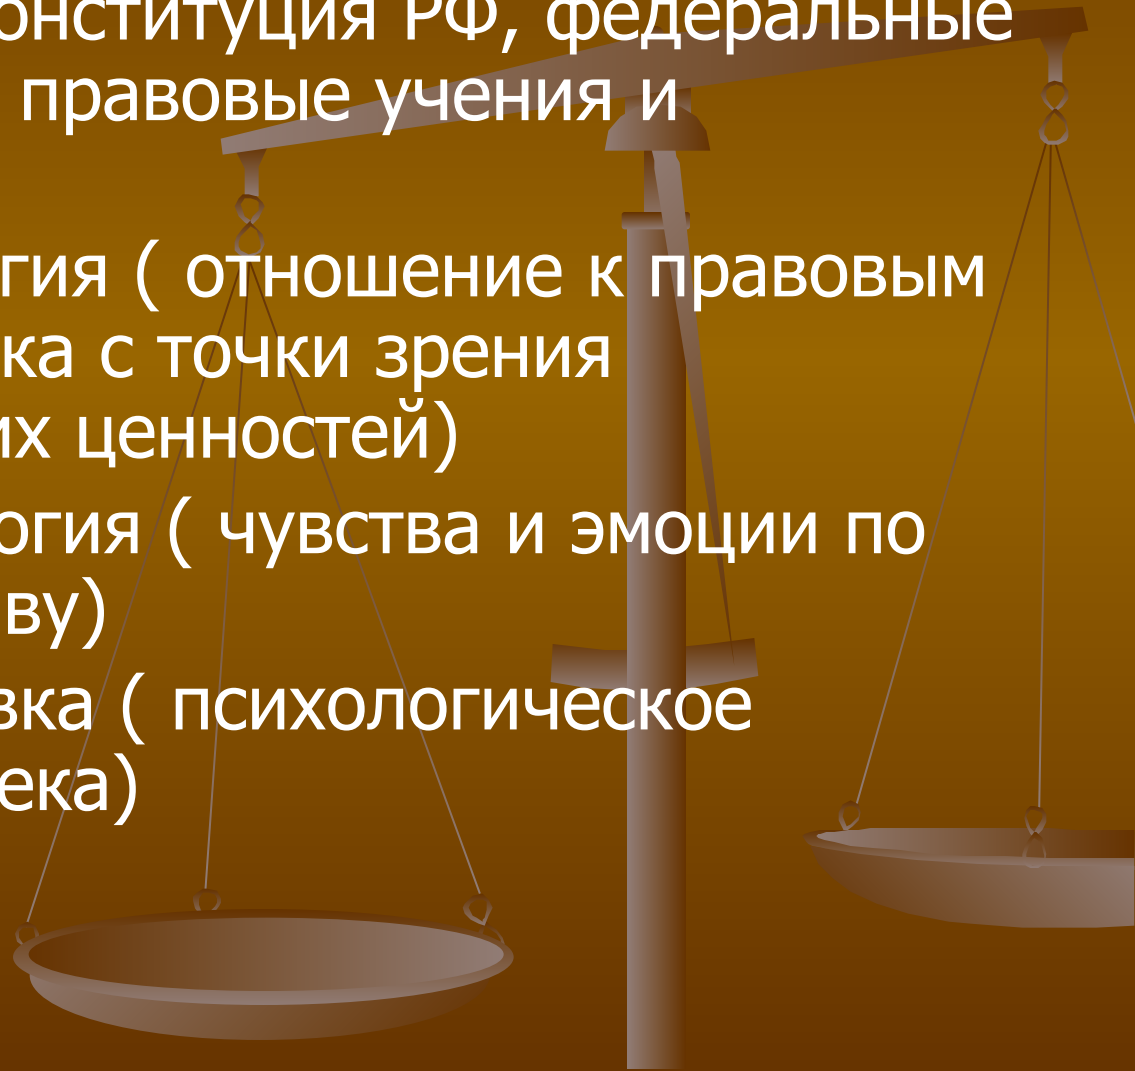 онституция РФ, федеральные
правовые учения и
гия ( отношение к правовым
ка с точки зрения
их ценностей)
огия ( чувства и эмоции по
ву)
вка ( психологическое
ека)